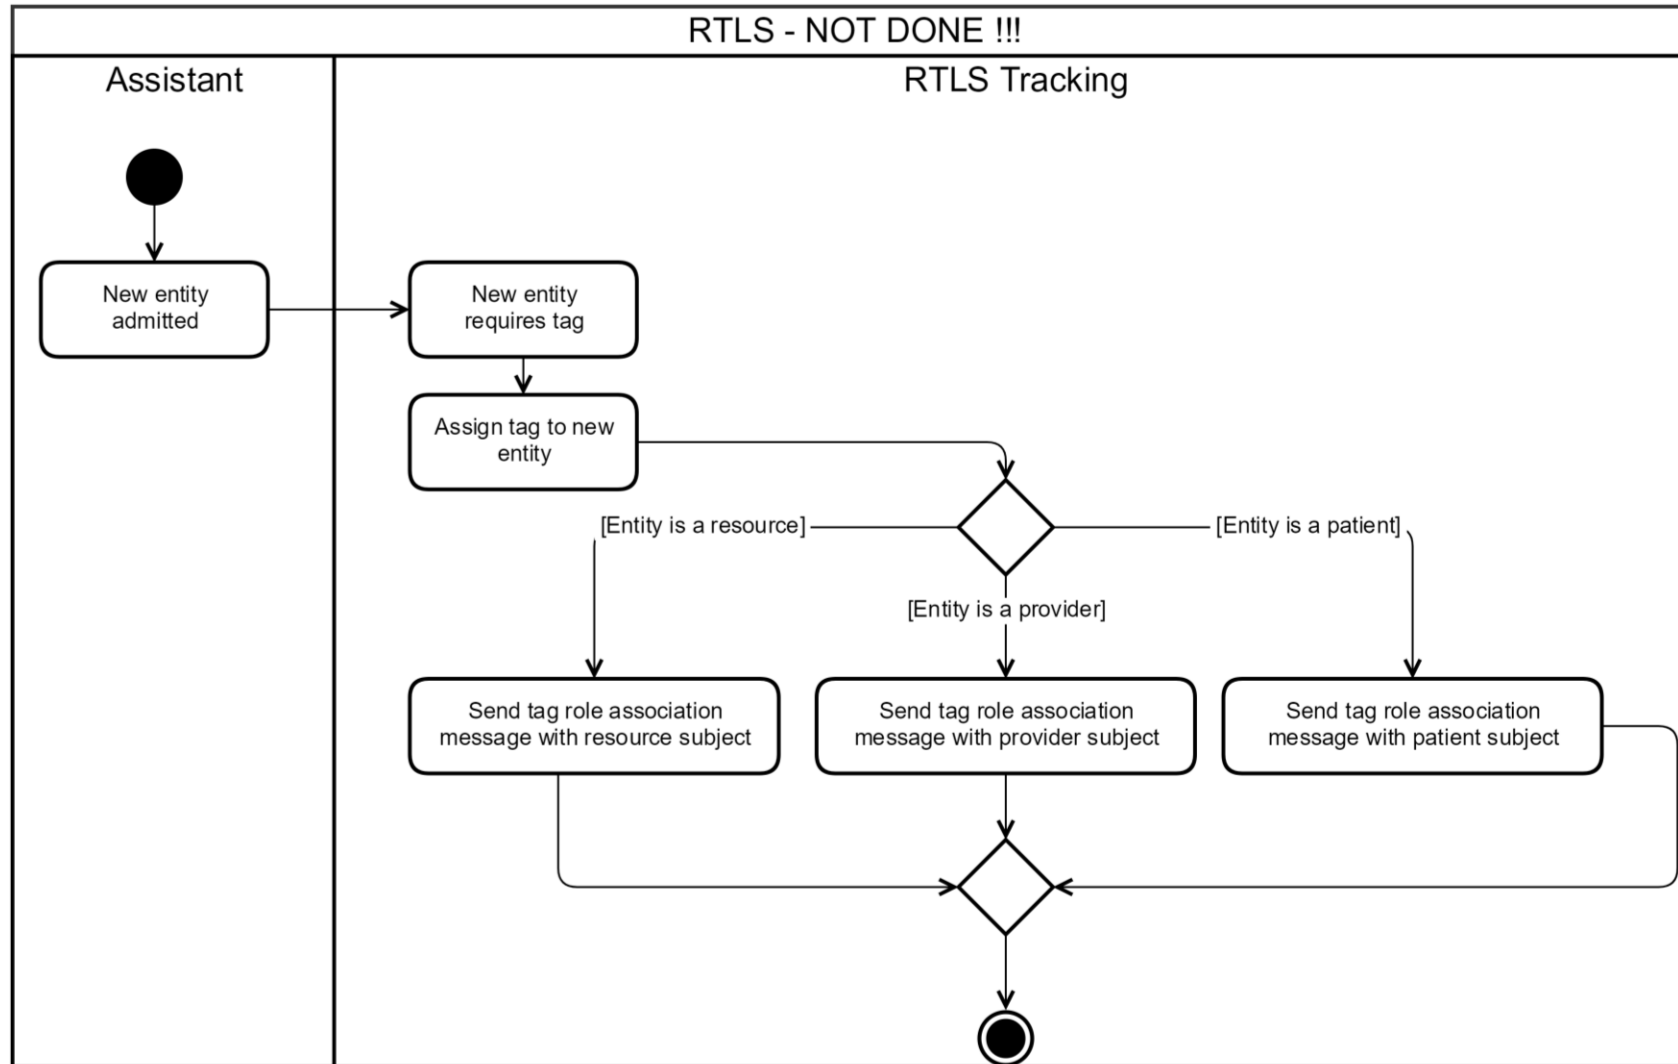 RTLS - NOT DONE !!!
Assistant
RTLS Tracking
New entity
admitted
New entity
requires tag
Assign tag to new
entity
[Entity is a resource]
[Entity is a patient]
[Entity is a provider]
Send tag role association
message with resource subject
Send tag role association
message with provider subject
Send tag role association
message with patient subject